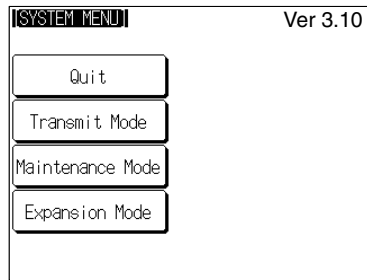 [SYSTEM MENU] Ver 3.10
Quit
Transmit Mode
Maintenance Mode
Expansion Mode